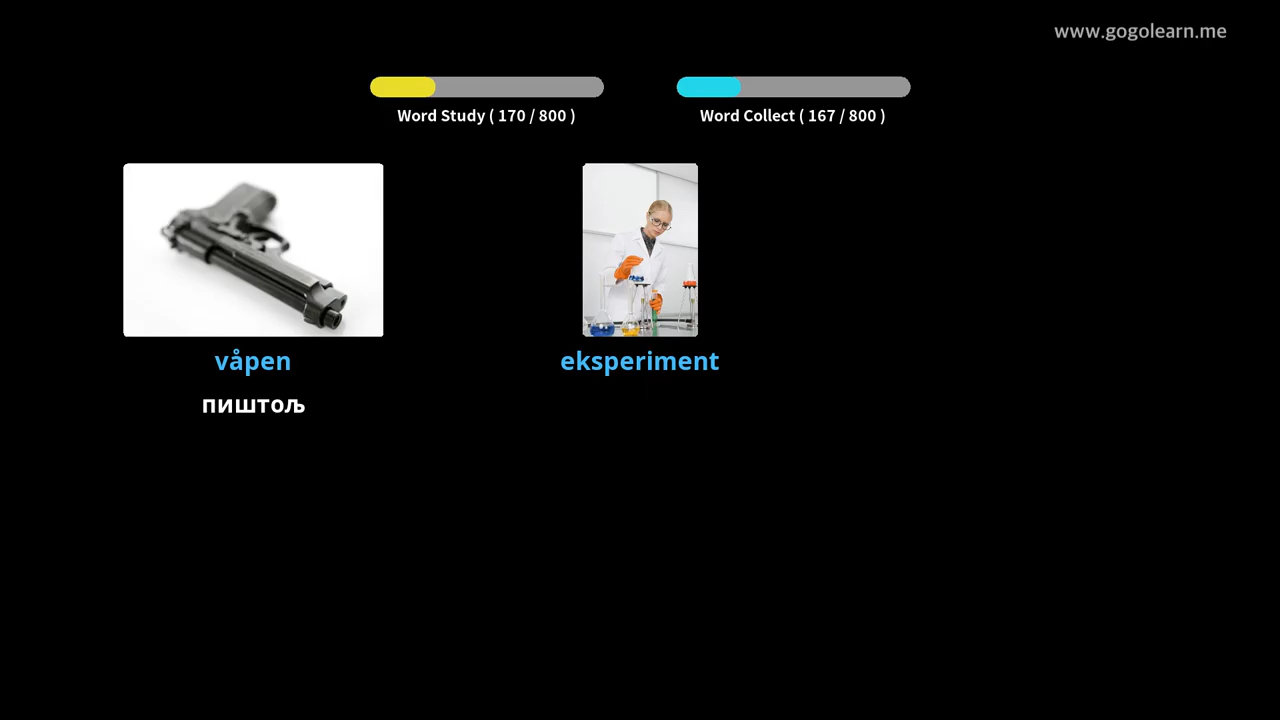 www.gogolearn.me
Word Study ( 170 / 800 )
Word Collect ( 167 / 800 )
våpen
eksperiment
пиштољ